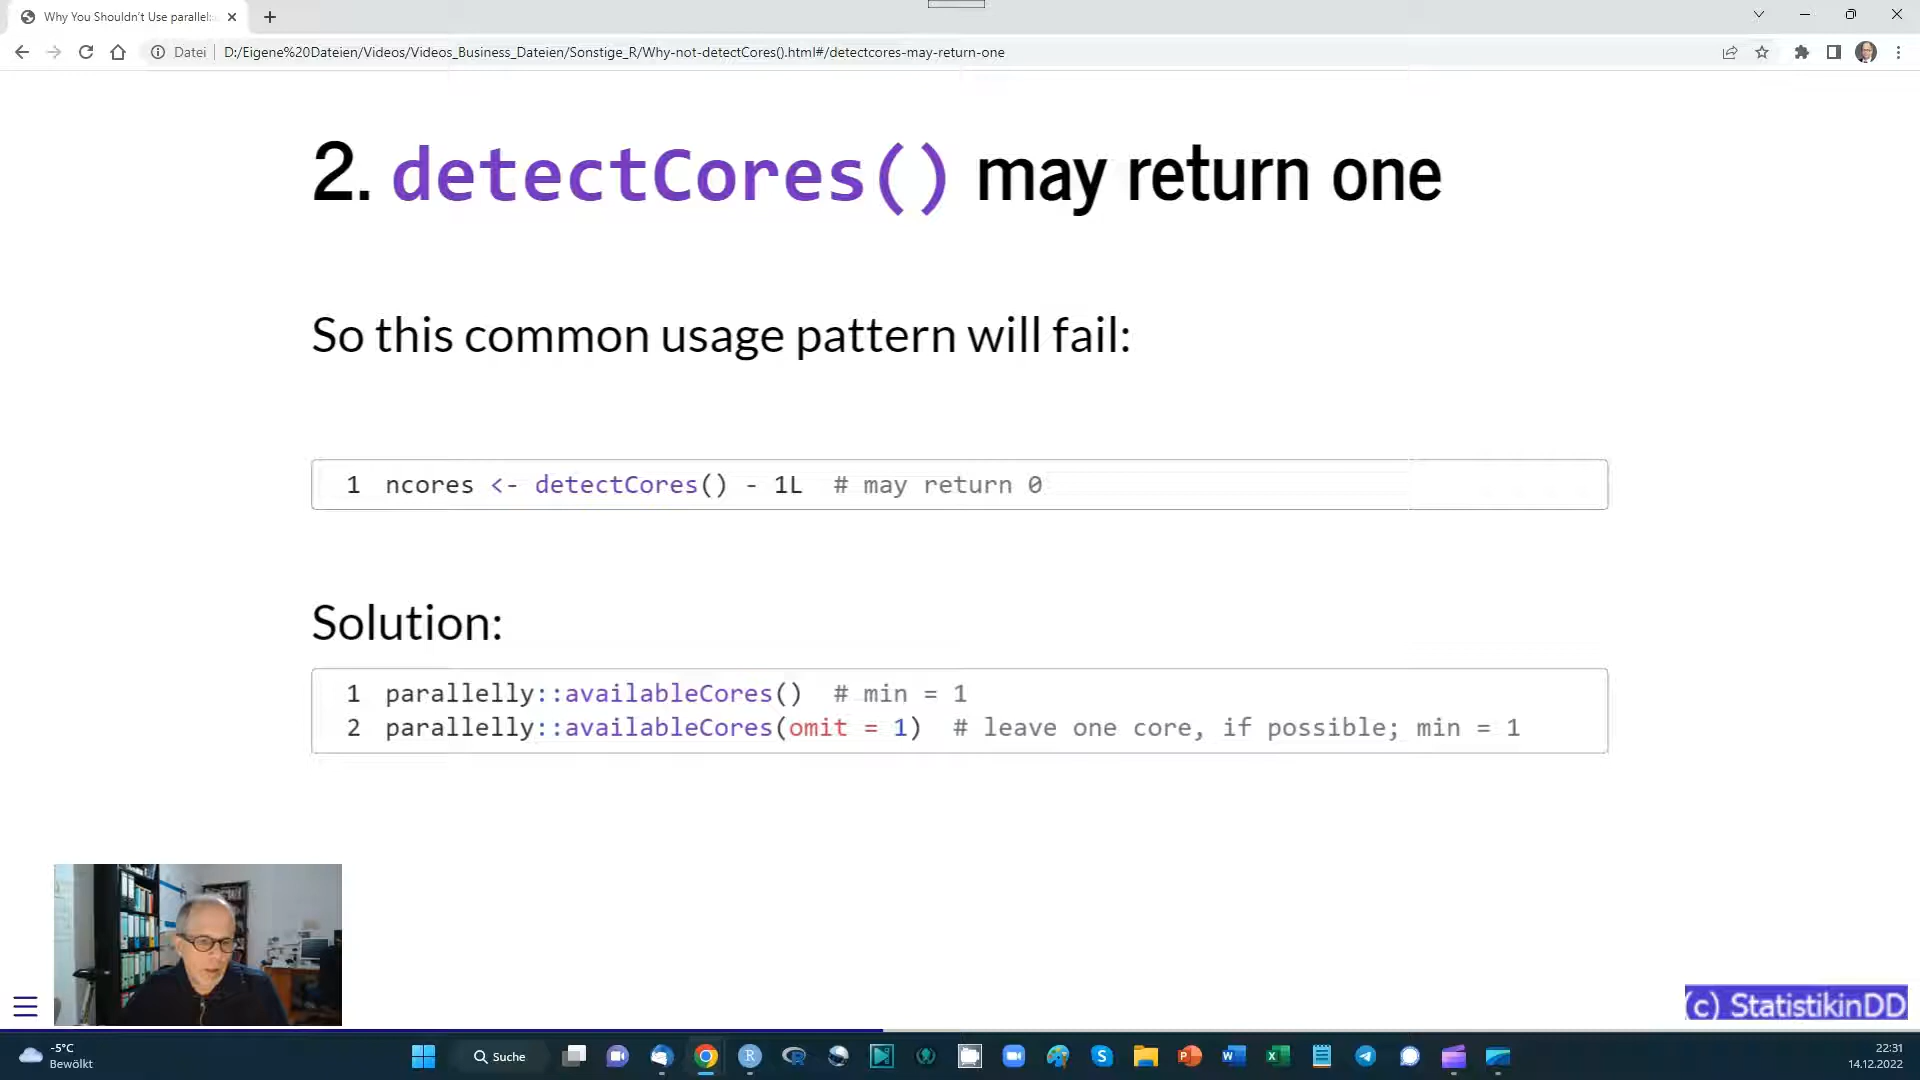 Why You Shouldn't Use parallel:
Datei
D:/Eigene%20Dateien/Videos/Videos_Business_Dateien/Sonstige_R/Why-not-detectCores().html#/detectcores-may-return-one
2. detectCores() may return one
So this common usage pattern will fail:
1 ncores <- detectCores() - 1L # may return 0
Solution:
1 parallelly::availableCores() # min = 1
2 parallelly::availableCores(omit = 1) # leave one core, if possible; min = 1
(c) StatistikinDD
-5°C
Bewölkt
Suche
22:31
14.12.2022